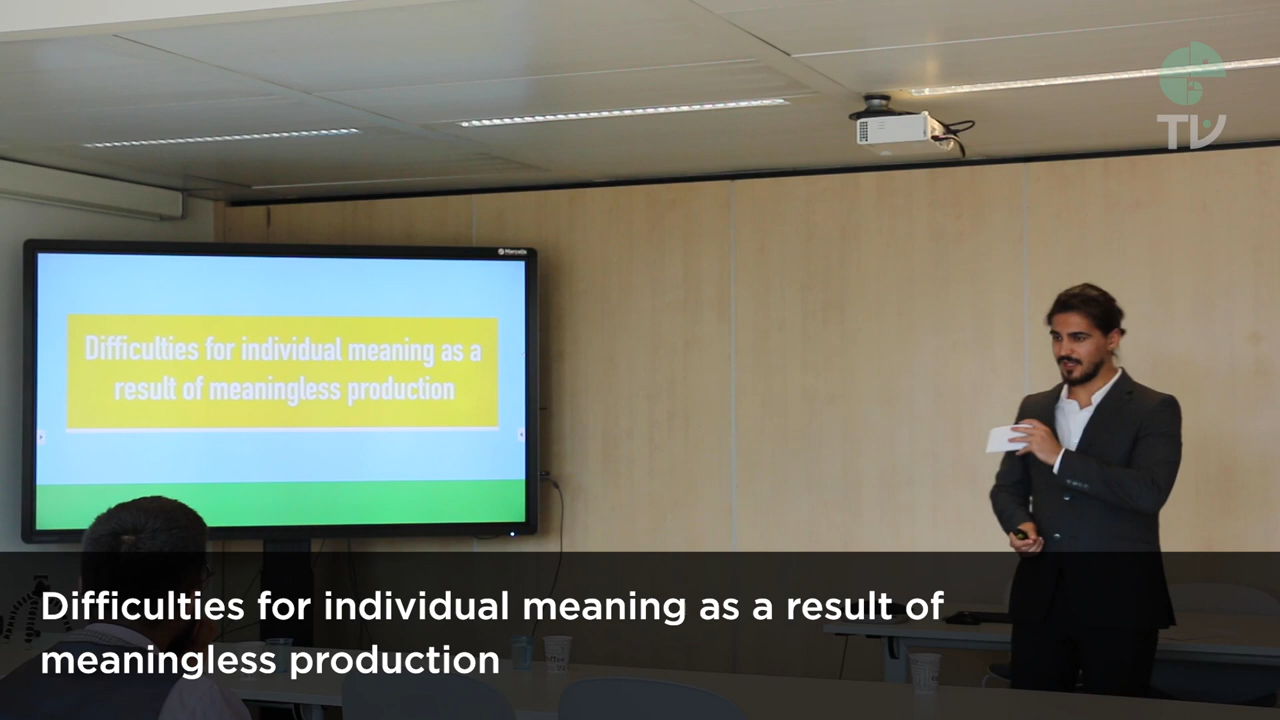 TV
Difficulties for individual meaning as a
result of meaningless production
Difficulties for individual meaning as a result of
meaningless production